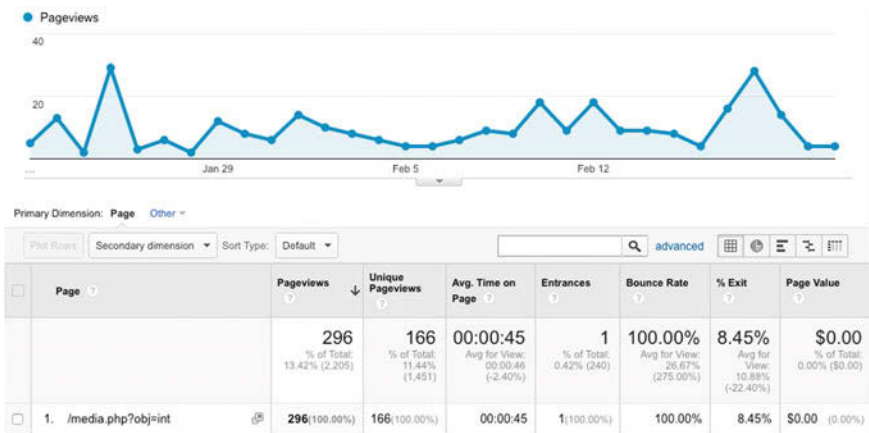 Pageviews
40
20
... Jan 29 Feb 5 Feb 12
Primary Dimension: Page Other
Plot Rows Secondary dimension Sort Type: Default advanced
Page ? Pageviews ? Unique Pageviews ? Avg. Time on Page ? Entrances ? Bounce Rate ? % Exit ? Page Value ?
296 166 00:00:45 1 100.00% 8.45% $0.00
% of Total: 13.42% (2,205) % of Total: 11.44% (1,451) Avg for View: 00:00:46 (-2.40%) % of Total: 0.42% (240) Avg for View: 26.67% (275.00%) Avg for View: 10.88% (-22.40%) % of Total: 0.00% ($0.00)
1. /media.php?obj=int 296(100.00%) 166(100.00%) 00:00:45 1(100.00%) 100.00% 8.45% $0.00 (0.00%)